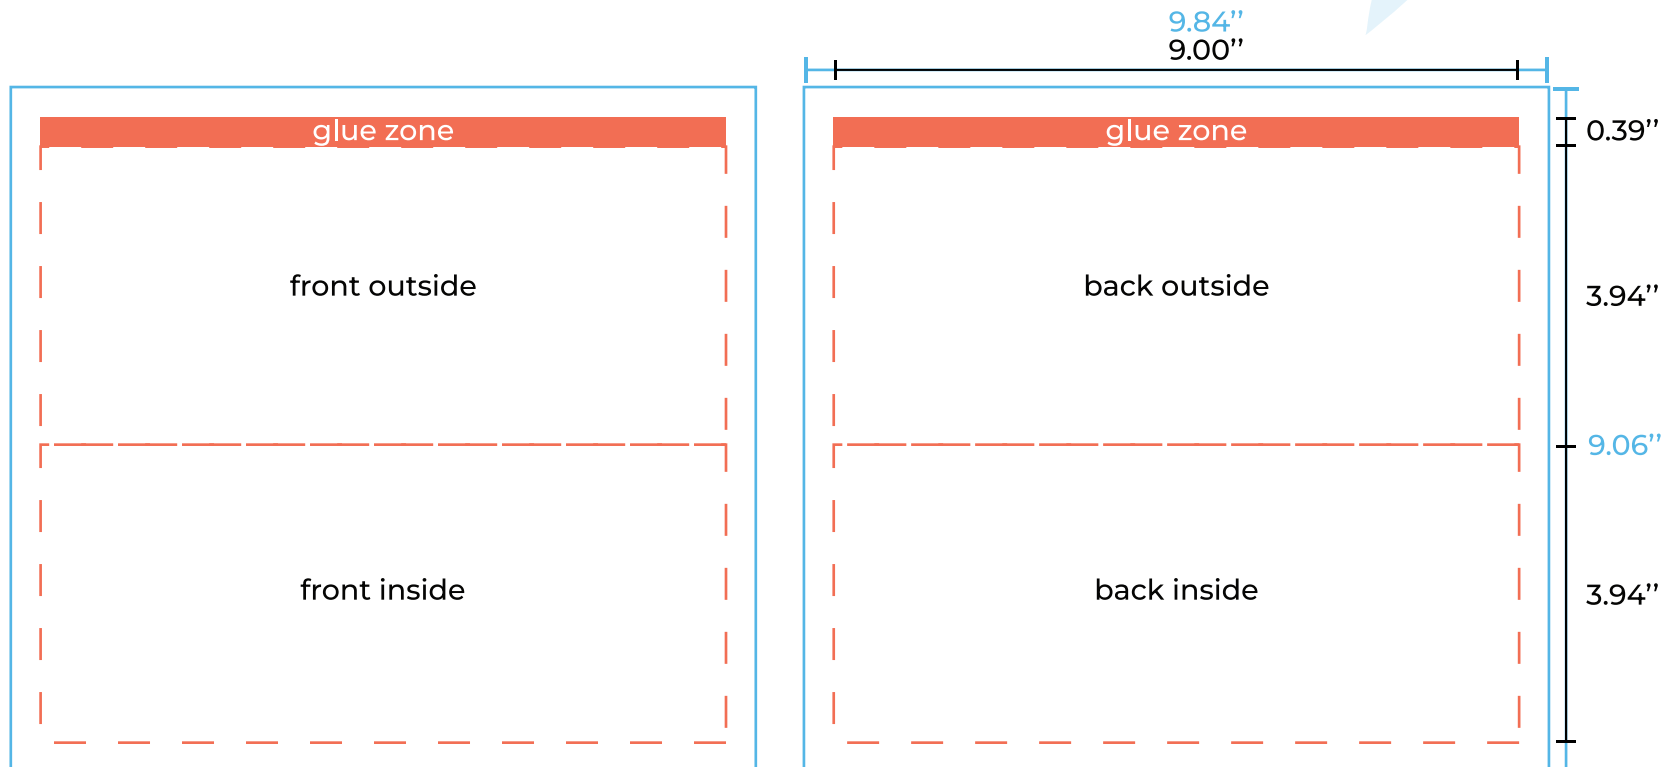 9.84’’
9.00’’
glue zone
glue zone
0.39’’
front outside
back outside
3.94’’
9.06’’
front inside
back inside
3.94’’